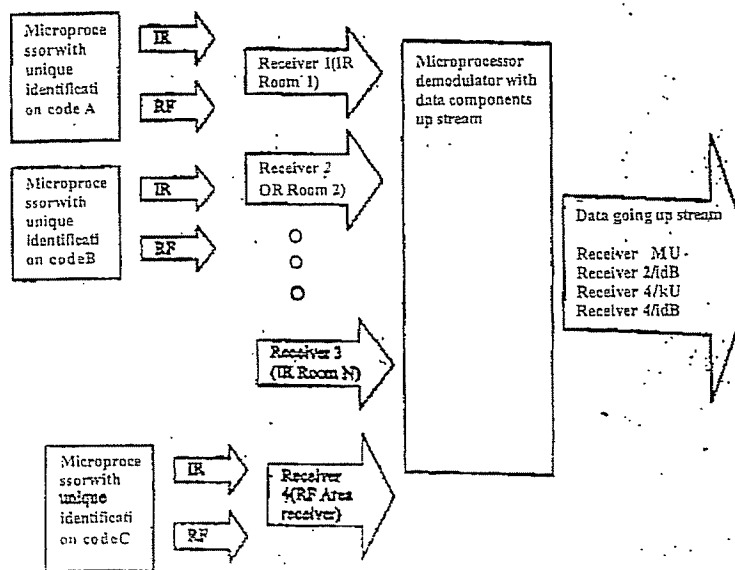 Microproce
ssorwith
unique
identificati
on code A
IR
RF
Receiver 1(IR
Room 1)
Microprocessor
demodulator with
data components
up stream
Microproce
ssorwith
unique
identificati
on codeB
IR
RF
Receiver 2
OR Room 2)
Data going up stream
Receiver MU
Receiver 2/idB
Receiver 4/kU
Receiver 4/idB
Receiver 3
(IR Room N)
Microproce
ssorwith
unique
identificati
on codeC
IR
RF
Receiver
4(RF Area
receiver)